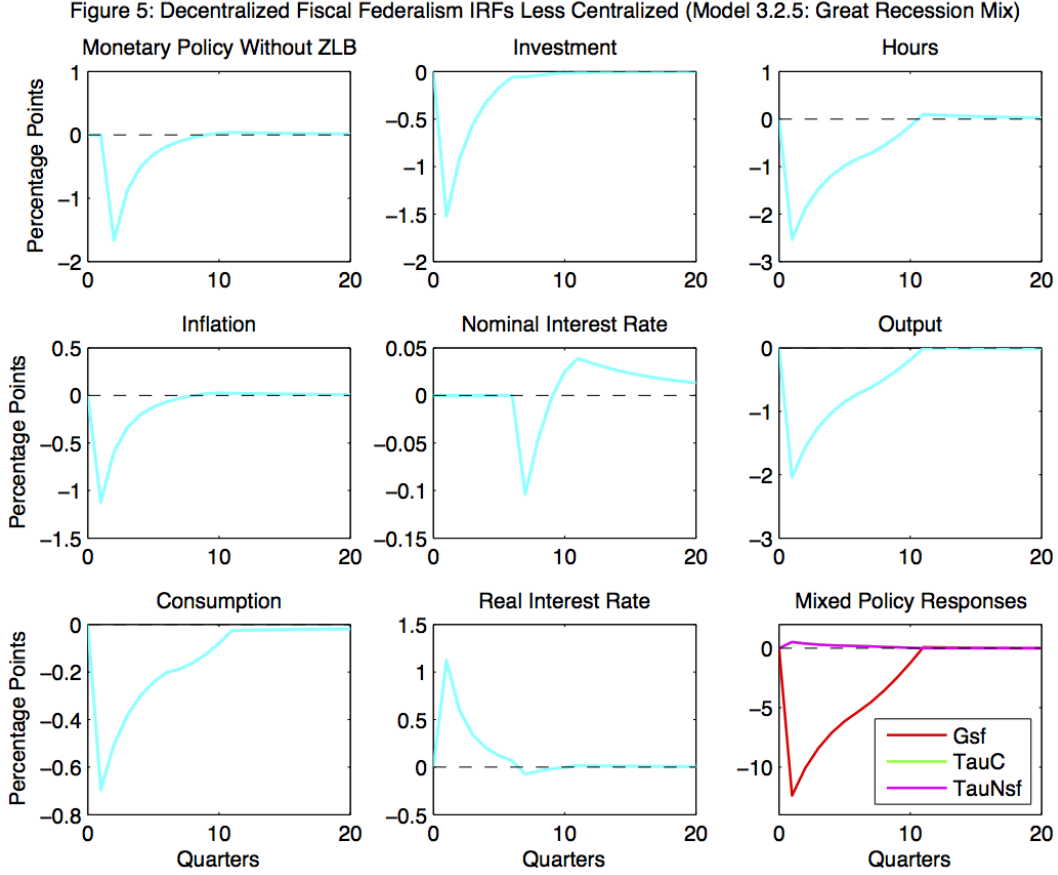 Figure 5: Decentralized Fiscal Federalism IRFs Less Centralized (Model 3.2.5: Great Recession Mix)
Monetary Policy Without ZLB
Percentage Points
1
0
−1
−2
0 10 20
Investment
0
−0.5
−1
−1.5
−2
0 10 20
Hours
1
0
−1
−2
−3
0 10 20
Inflation
Percentage Points
0.5
0
−0.5
−1
−1.5
0 10 20
Nominal Interest Rate
0.05
0
−0.05
−0.1
−0.15
0 10 20
Output
0
−1
−2
−3
0 10 20
Consumption
Percentage Points
0
−0.2
−0.4
−0.6
−0.8
0 10 20
Quarters
Real Interest Rate
1.5
1
0.5
0
0.5
0 10 20
Quarters
Mixed Policy Responses
0
−5
−10
Gsf
TauC
TauNsf
0 10 20
Quarters